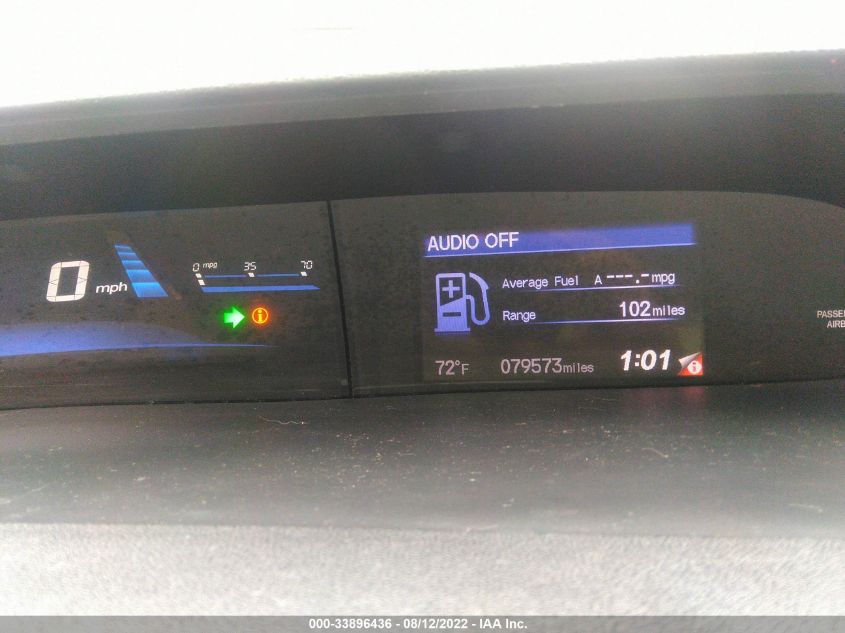 0 mph
0 mpg 35 70
AUDIO OFF
Average Fuel A ---.- mpg
Range 102 miles
72°F 079573 miles 1:01
PASSEN
AIRB
000-33896436 - 08/12/2022 - IAA Inc.